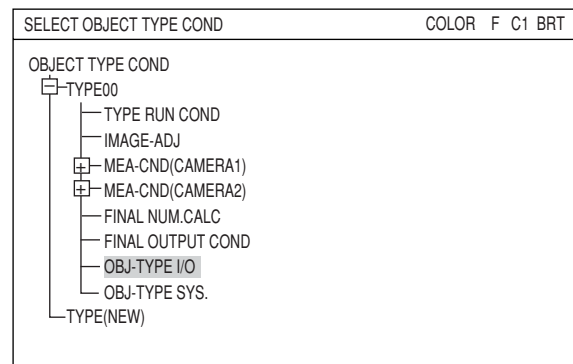 SELECT OBJECT TYPE COND COLOR F C1 BRT
OBJECT TYPE COND
TYPE00
TYPE RUN COND
IMAGE-ADJ
MEA-CND(CAMERA1)
MEA-CND(CAMERA2)
FINAL NUM.CALC
FINAL OUTPUT COND
OBJ-TYPE I/O
OBJ-TYPE SYS.
TYPE(NEW)